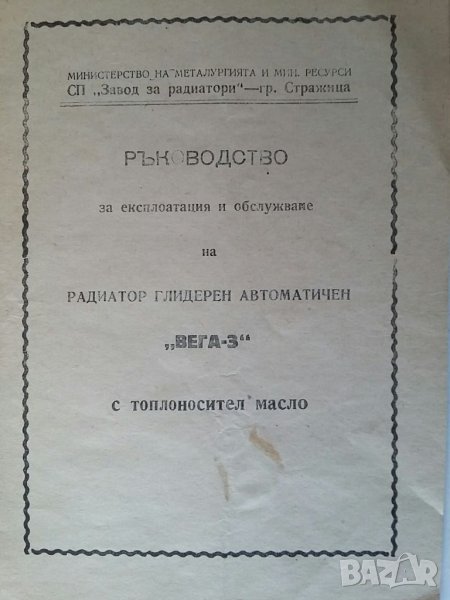 МИНИСТЕРСТВО НА МЕТАЛУРГИЯТА И МИН. РЕСУРСИ
СП „Завод за радиатори“—гр. Стражица
РЪКОВОДСТВО
за експлоатация и обслужване
на
РАДИАТОР ГЛИДЕРЕН АВТОМАТИЧЕН
„ВЕГА-3“
с топлоносител масло
BAZAR